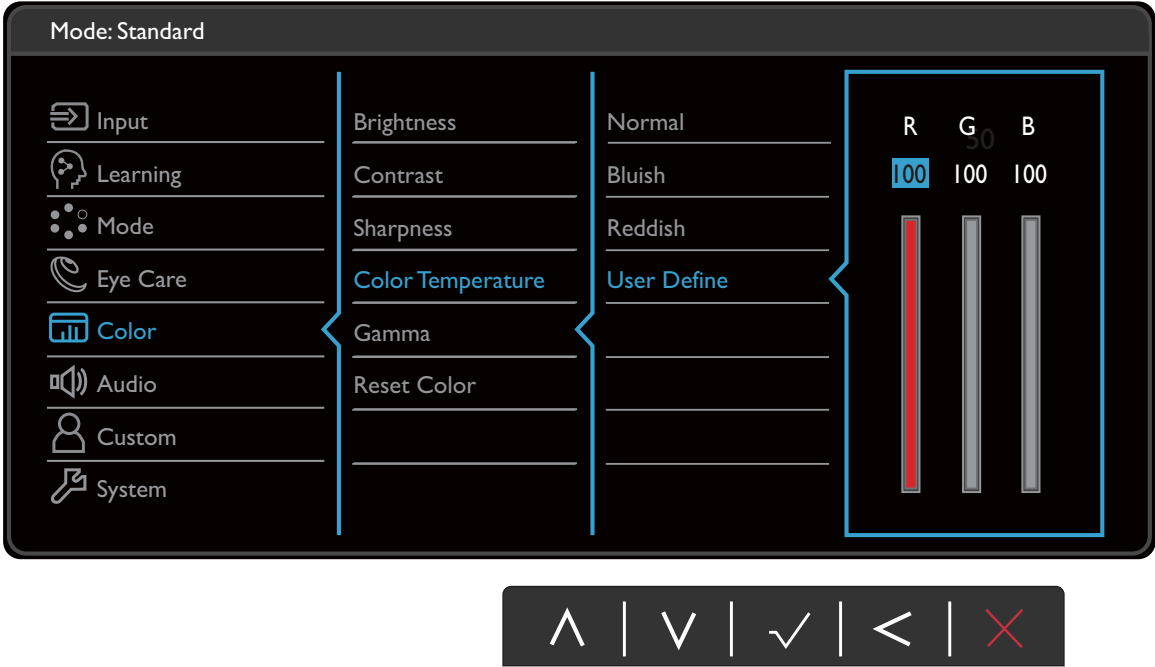 Mode: Standard
Input
Learning
Mode
Eye Care
Color
Audio
Custom
System
Brightness
Contrast
Sharpness
Color Temperature
Gamma
Reset Color
Normal
Bluish
Reddish
User Define
R G B
50
100 100 100